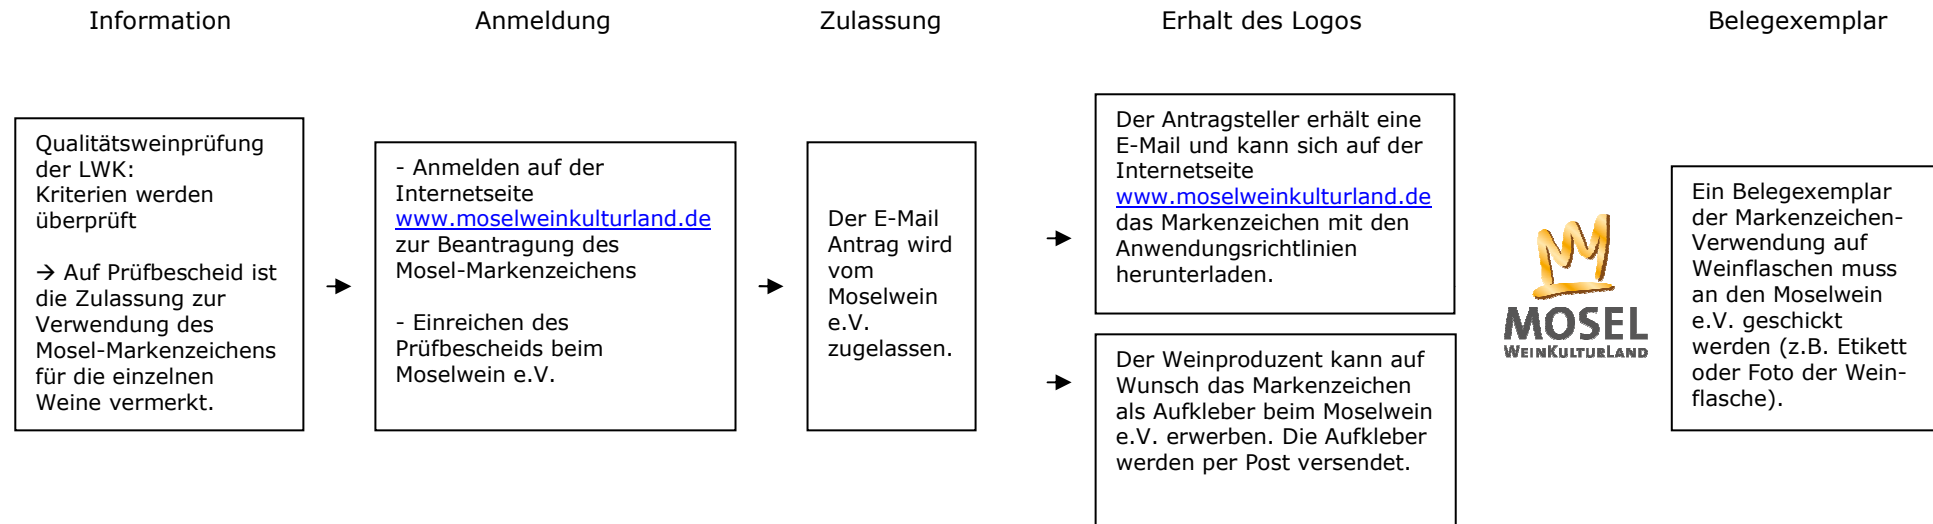 Information
Anmeldung
Zulassung
Erhalt des Logos
Belegexemplar
Qualitätsweinprüfung
der LWK:
Kriterien werden
überprüft
→ Auf Prüfbescheid ist
die Zulassung zur
Verwendung des
Mosel-Markenzeichens
für die einzelnen
Weine vermerkt.
- Anmelden auf der
Internetseite
www.moselweinkulturland.de
zur Beantragung des
Mosel-Markenzeichens
- Einreichen des
Prüfbescheids beim
Moselwein e.V.
Der E-Mail
Antrag wird
vom
Moselwein
e.V.
zugelassen.
Der Antragsteller erhält eine
E-Mail und kann sich auf der
Internetseite
www.moselweinkulturland.de
das Markenzeichen mit den
Anwendungsrichtlinien
herunterladen.
Der Weinproduzent kann auf
Wunsch das Markenzeichen
als Aufkleber beim Moselwein
e.V. erwerben. Die Aufkleber
werden per Post versendet.
MOSEL
WEINKULTURLAND
Ein Belegexemplar
der Markenzeichen-
Verwendung auf
Weinflaschen muss
an den Moselwein
e.V. geschickt
werden (z.B. Etikett
oder Foto der Wein-
flasche).